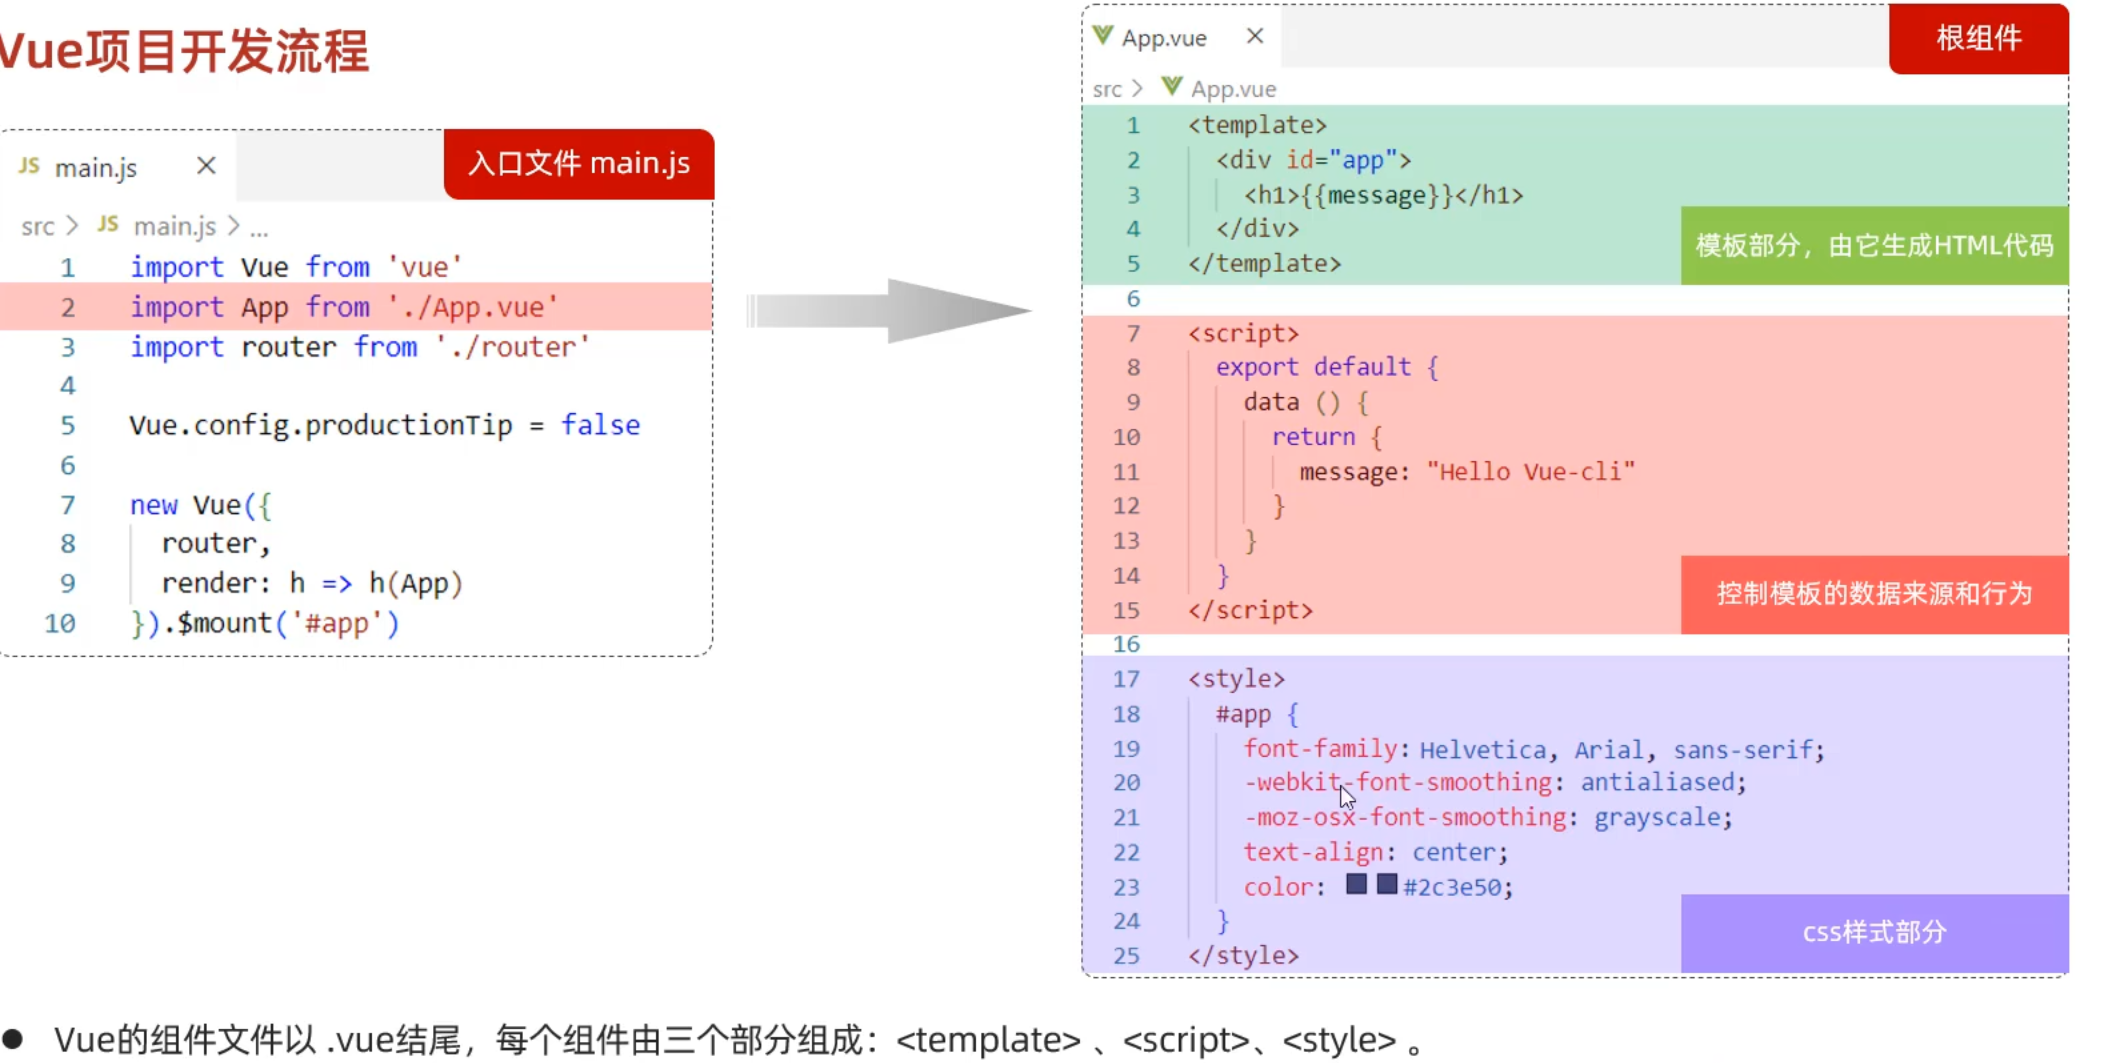 Vue项目开发流程
JS main.js ×
入口文件 main.js
src > JS main.js > ...
1 import Vue from 'vue'
2 import App from './App.vue'
3 import router from './router'
4
5 Vue.config.productionTip = false
6
7 new Vue({
8 router,
9 render: h => h(App)
10 }).$mount('#app')
App.vue ×
根组件
src > App.vue
1 <template>
2 <div id="app">
3 <h1>{{message}}</h1>
4 </div>
5 </template>
模板部分，由它生成HTML代码
6
7 <script>
8 export default {
9 data () {
10 return {
11 message: "Hello Vue-cli"
12 }
13 }
14 }
15 </script>
控制模板的数据来源和行为
16
17 <style>
18 #app {
19 font-family: Helvetica, Arial, sans-serif;
20 -webkit-font-smoothing: antialiased;
21 -moz-osx-font-smoothing: grayscale;
22 text-align: center;
23 color: #2c3e50;
24 }
25 </style>
css样式部分
● Vue的组件文件以 .vue结尾，每个组件由三个部分组成：<template> 、<script>、<style> 。